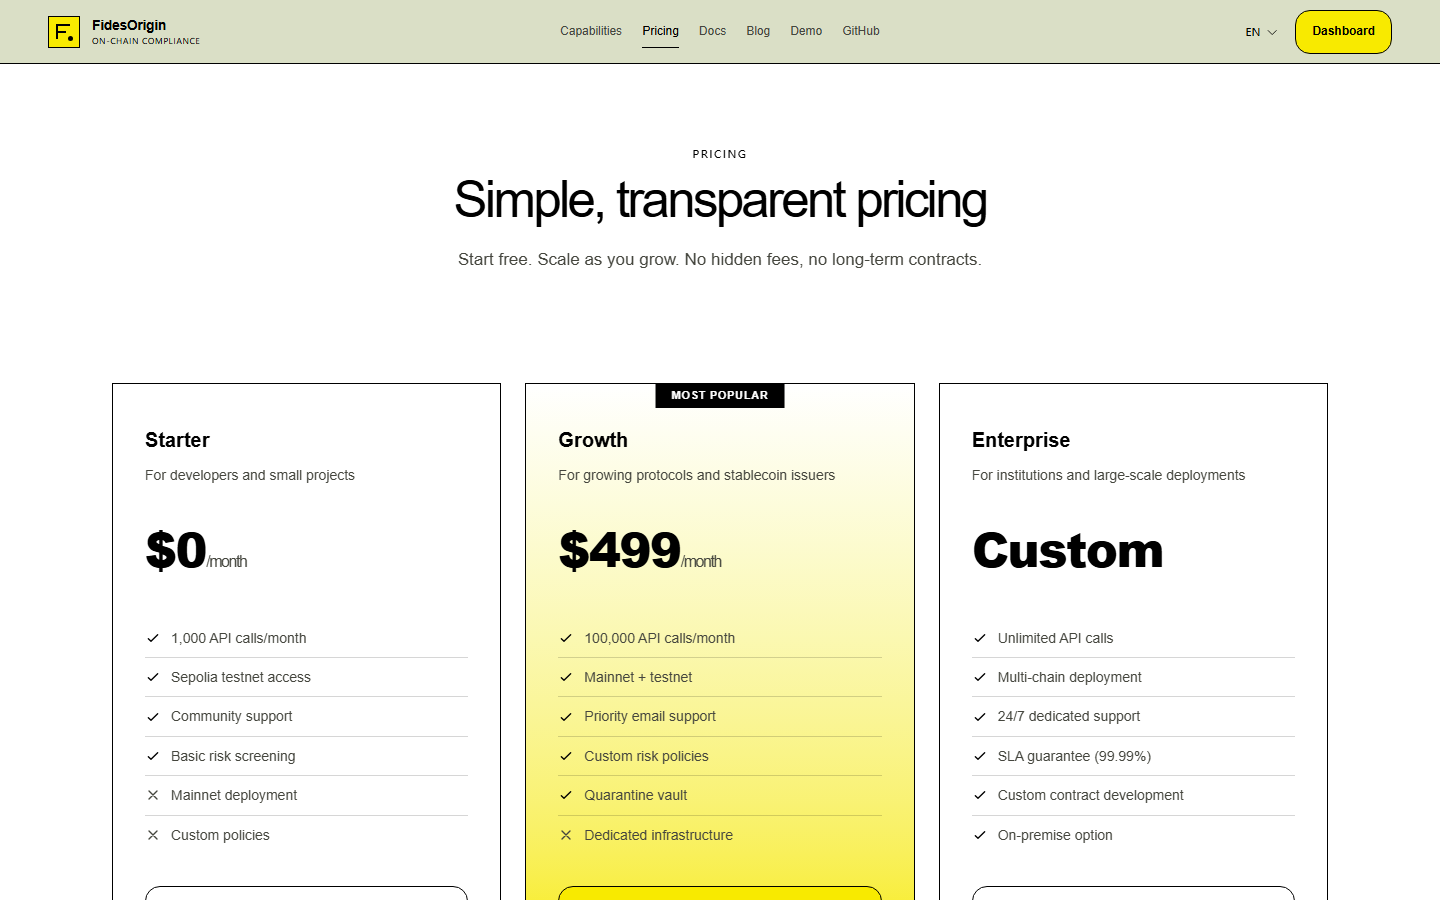 FidesOrigin
ON-CHAIN COMPLIANCE
Capabilities
Pricing
Docs
Blog
Demo
GitHub
EN
Dashboard
PRICING
Simple, transparent pricing
Start free. Scale as you grow. No hidden fees, no long-term contracts.
Starter
For developers and small projects
$0/month
1,000 API calls/month
Sepolia testnet access
Community support
Basic risk screening
Mainnet deployment
Custom policies
MOST POPULAR
Growth
For growing protocols and stablecoin issuers
$499/month
100,000 API calls/month
Mainnet + testnet
Priority email support
Custom risk policies
Quarantine vault
Dedicated infrastructure
Enterprise
For institutions and large-scale deployments
Custom
Unlimited API calls
Multi-chain deployment
24/7 dedicated support
SLA guarantee (99.99%)
Custom contract development
On-premise option